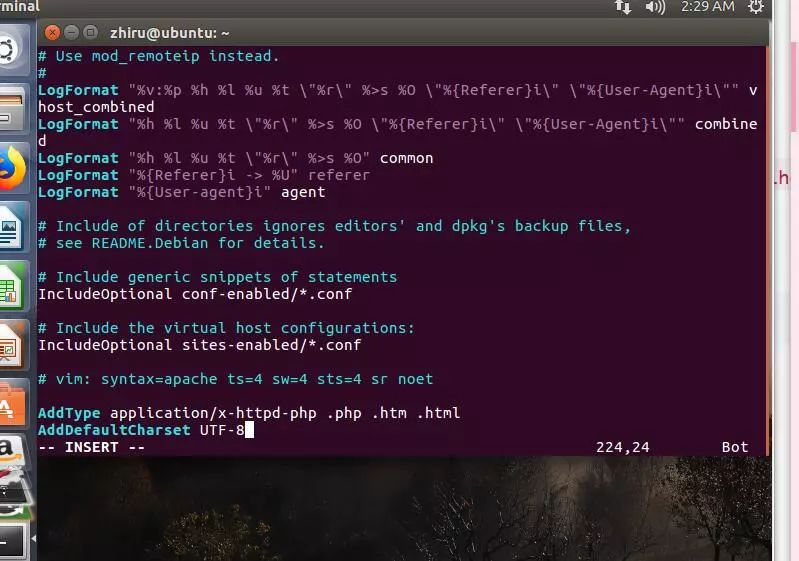 minal
2:29 AM
zhiru@ubuntu: ~
# Use mod_remoteip instead.
#
LogFormat "%v:%p %h %l %u %t \"%r\" %>s %O \"%{Referer}i\" \"%{User-Agent}i\"" v
host_combined
LogFormat "%h %l %u %t \"%r\" %>s %O \"%{Referer}i\" \"%{User-Agent}i\"" combine
d
LogFormat "%h %l %u %t \"%r\" %>s %O" common
LogFormat "%{Referer}i -> %U" referer
LogFormat "%{User-agent}i" agent
# Include of directories ignores editors' and dpkg's backup files,
# see README.Debian for details.
# Include generic snippets of statements
IncludeOptional conf-enabled/*.conf
# Include the virtual host configurations:
IncludeOptional sites-enabled/*.conf
# vim: syntax=apache ts=4 sw=4 sts=4 sr noet
AddType application/x-httpd-php .php .htm .html
AddDefaultCharset UTF-8
-- INSERT -- 224,24 Bot
.h